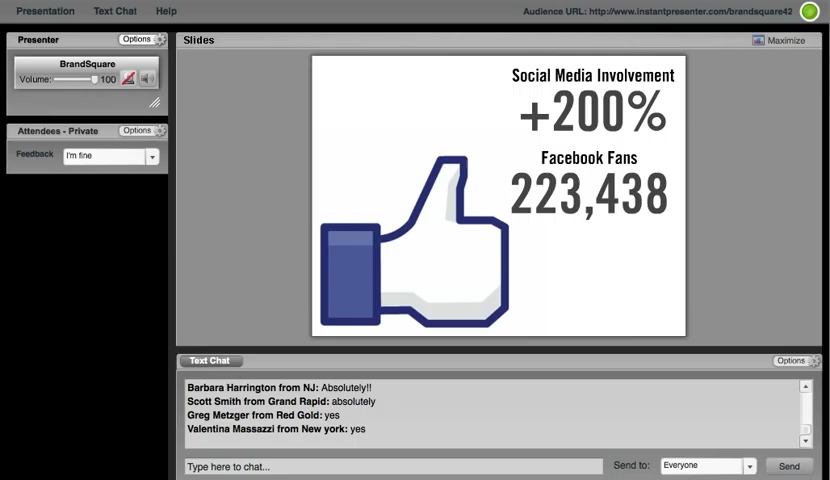 Presentation Text Chat Help
Audience URL: http://www.instantpresenter.com/brandsquare42
Presenter Options
BrandSquare
Volume: 100
Attendees - Private Options
Feedback I'm fine
Slides Maximize
Social Media Involvement
+200%
Facebook Fans
223,438
Text Chat Options
Barbara Harrington from NJ: Absolutely!!
Scott Smith from Grand Rapid: absolutely
Greg Metzger from Red Gold: yes
Valentina Massazzi from New york: yes
Type here to chat... Send to: Everyone Send